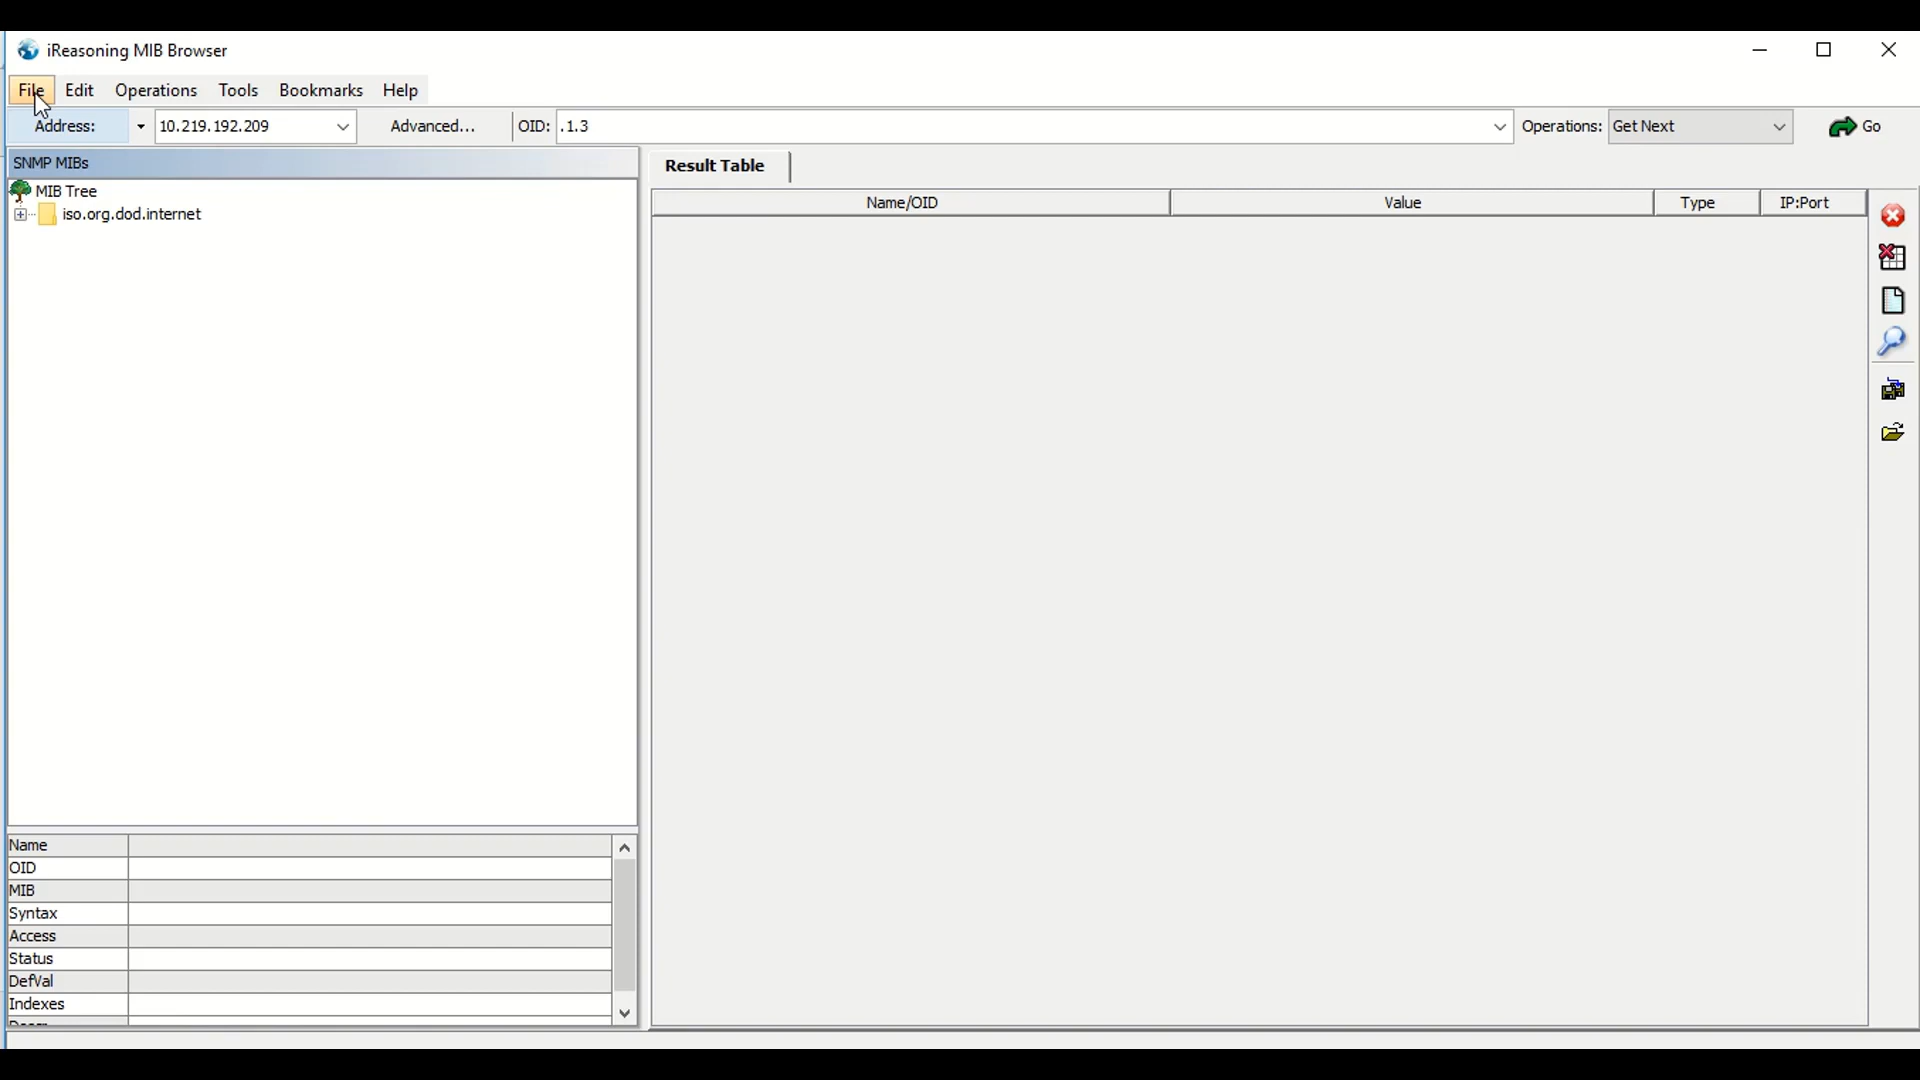 iReasoning MIB Browser
File Edit Operations Tools Bookmarks Help
Address: 10.219.192.209 Advanced... OID: .1.3 Operations: Get Next Go
SNMP MIBs
MIB Tree
iso.org.dod.internet
Result Table
Name/OID Value Type IP:Port
Name
OID
MIB
Syntax
Access
Status
DefVal
Indexes